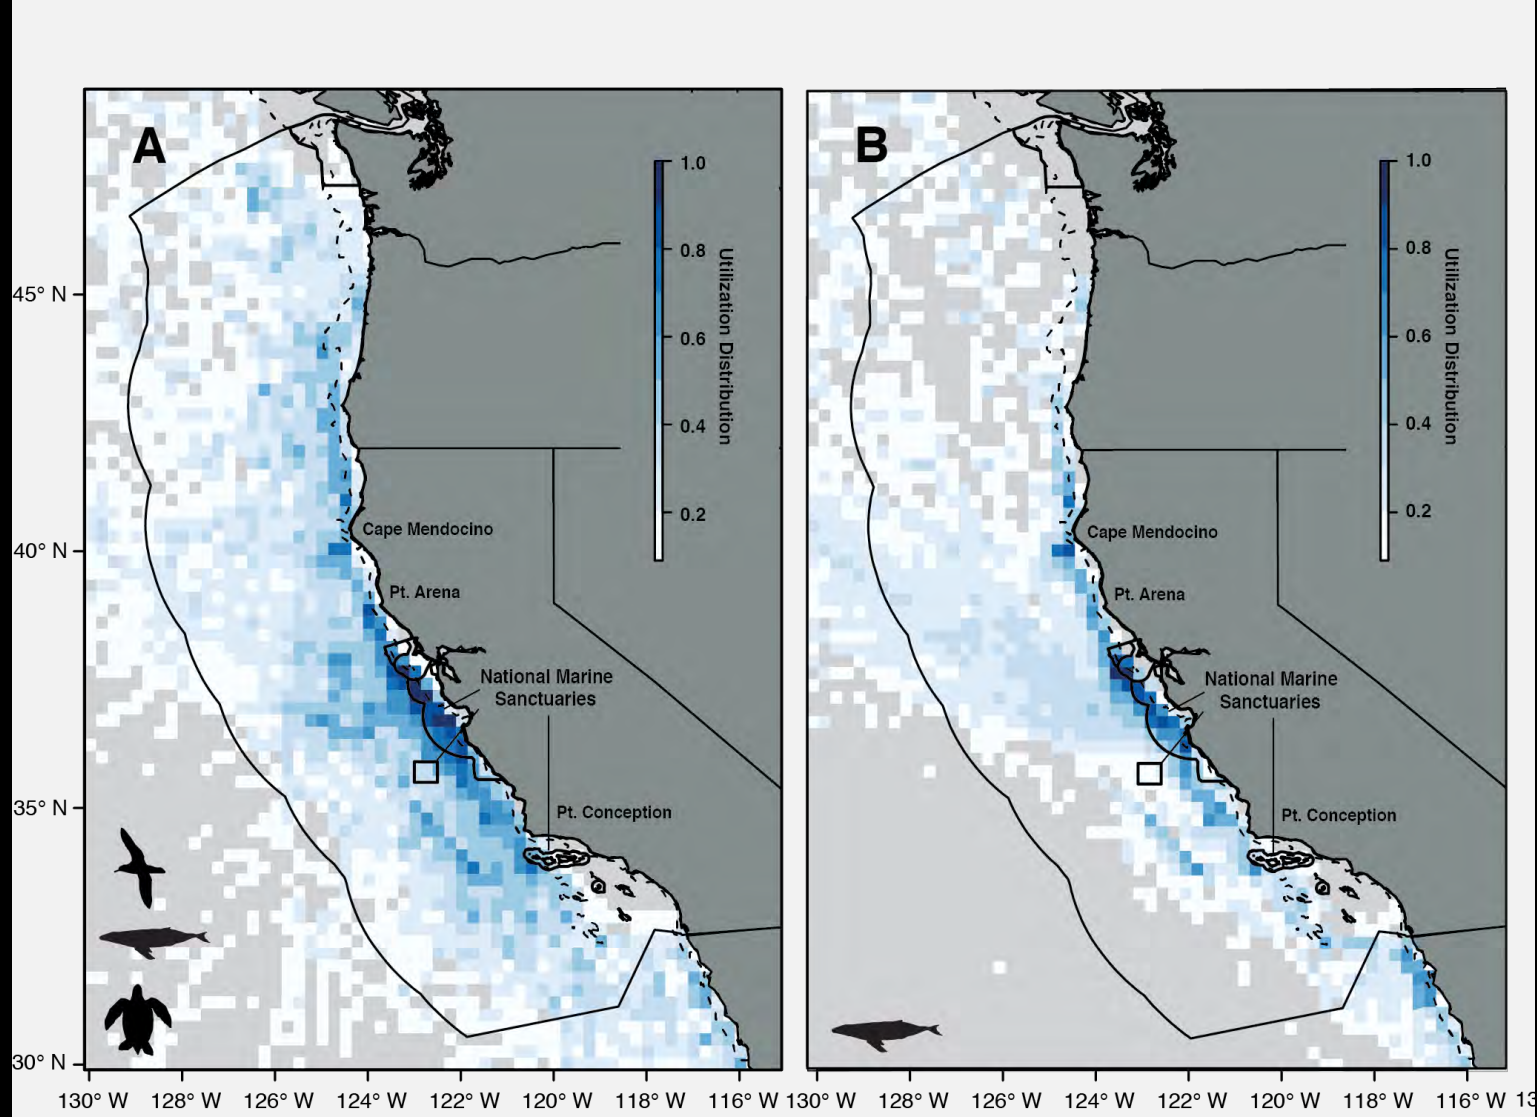 A
1.0
0.8
0.6
0.4
0.2
Utilization Distribution
Cape Mendocino
Pt. Arena
National Marine
Sanctuaries
Pt. Conception
45° N
40° N
35° N
30° N
130° W 128° W 126° W 124° W 122° W 120° W 118° W 116° W
B
1.0
0.8
0.6
0.4
0.2
Utilization Distribution
Cape Mendocino
Pt. Arena
National Marine
Sanctuaries
Pt. Conception
130° W 128° W 126° W 124° W 122° W 120° W 118° W 116° W 13